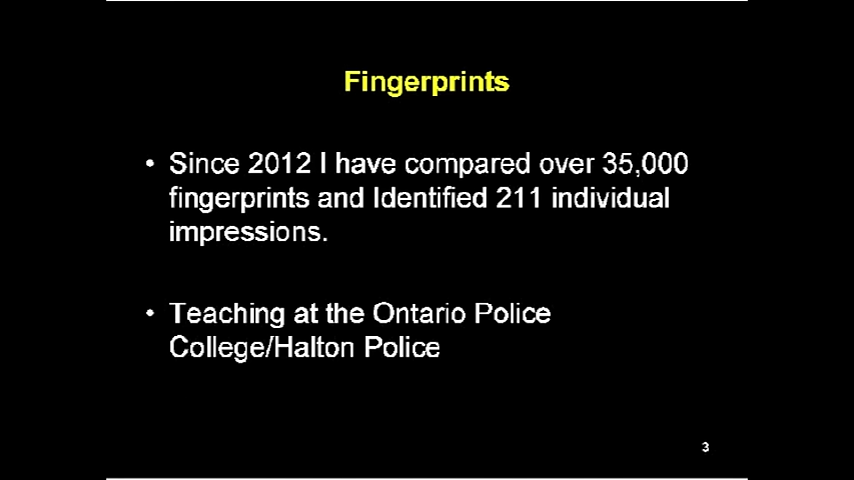 Fingerprints
• Since 2012 I have compared over 35,000
fingerprints and Identified 211 individual
impressions.
• Teaching at the Ontario Police
College/Halton Police
3